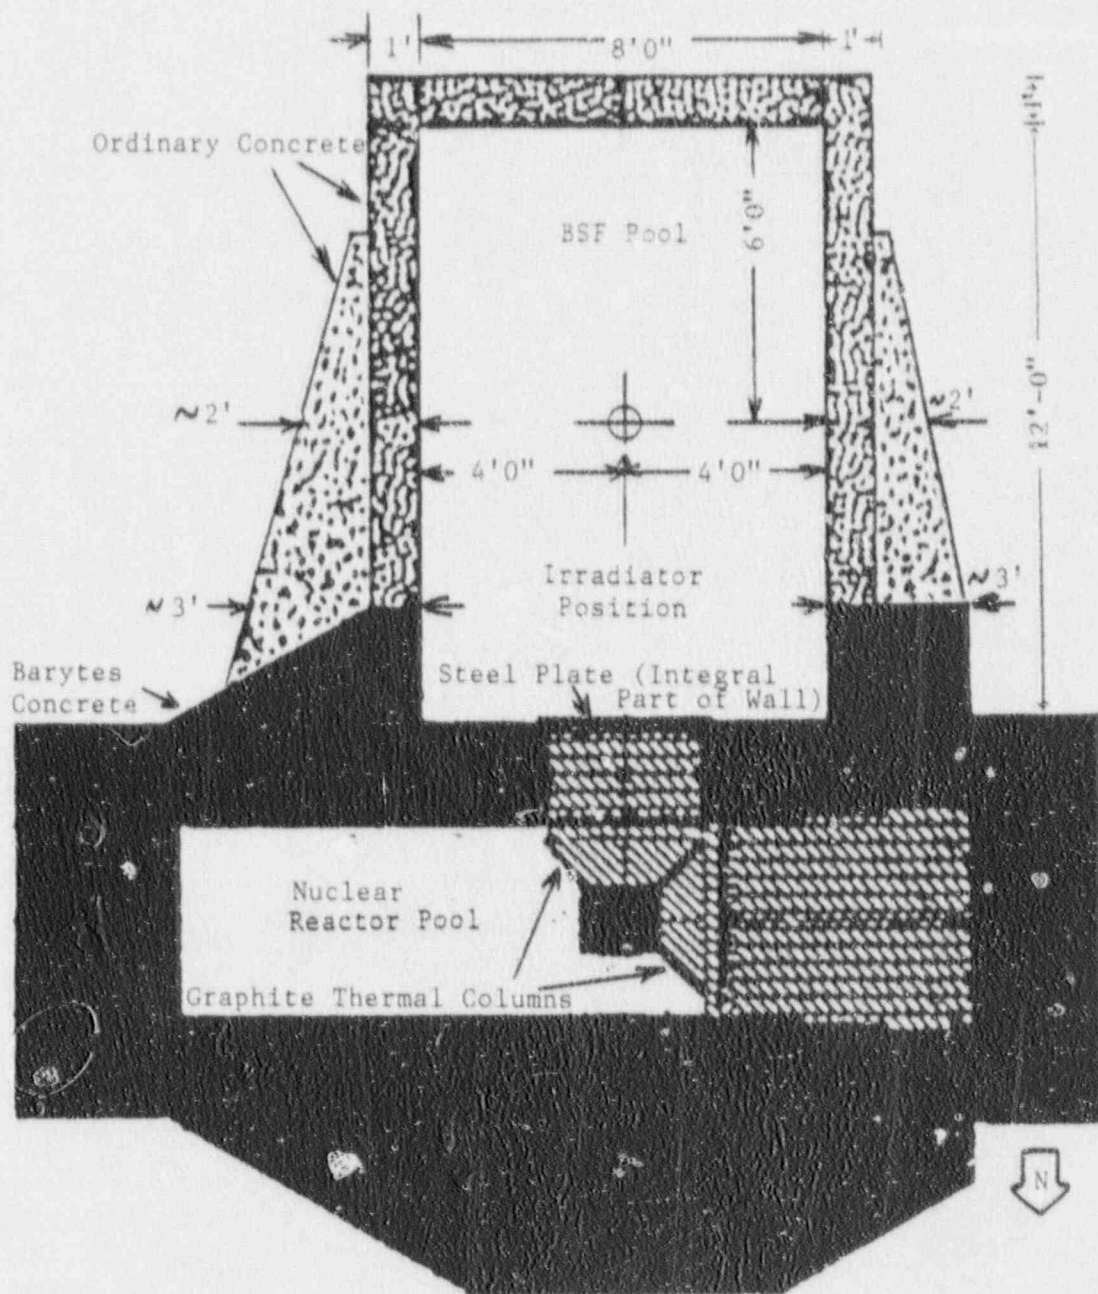 1' 8'0" 1'
1'
Ordinary Concrete
BSF Pool
6'0"
12'-0"
≈2' ≈2'
4'0" 4'0"
Irradiator
Position
≈3' ≈3'
Barytes
Concrete
Steel Plate (Integral
Part of Wall)
Nuclear
Reactor Pool
Graphite Thermal Columns
N